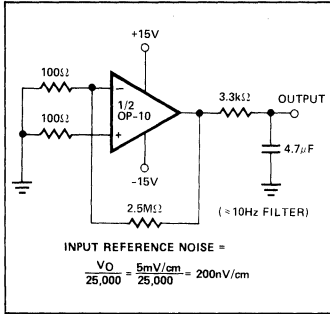 +15V
100Ω
−
1/2
OP-10
3.3kΩ
OUTPUT
100Ω
+
4.7μF
−15V
2.5MΩ
(≈10Hz FILTER)
INPUT REFERENCE NOISE =
VO / 25,000 = 5mV/cm / 25,000 = 200nV/cm